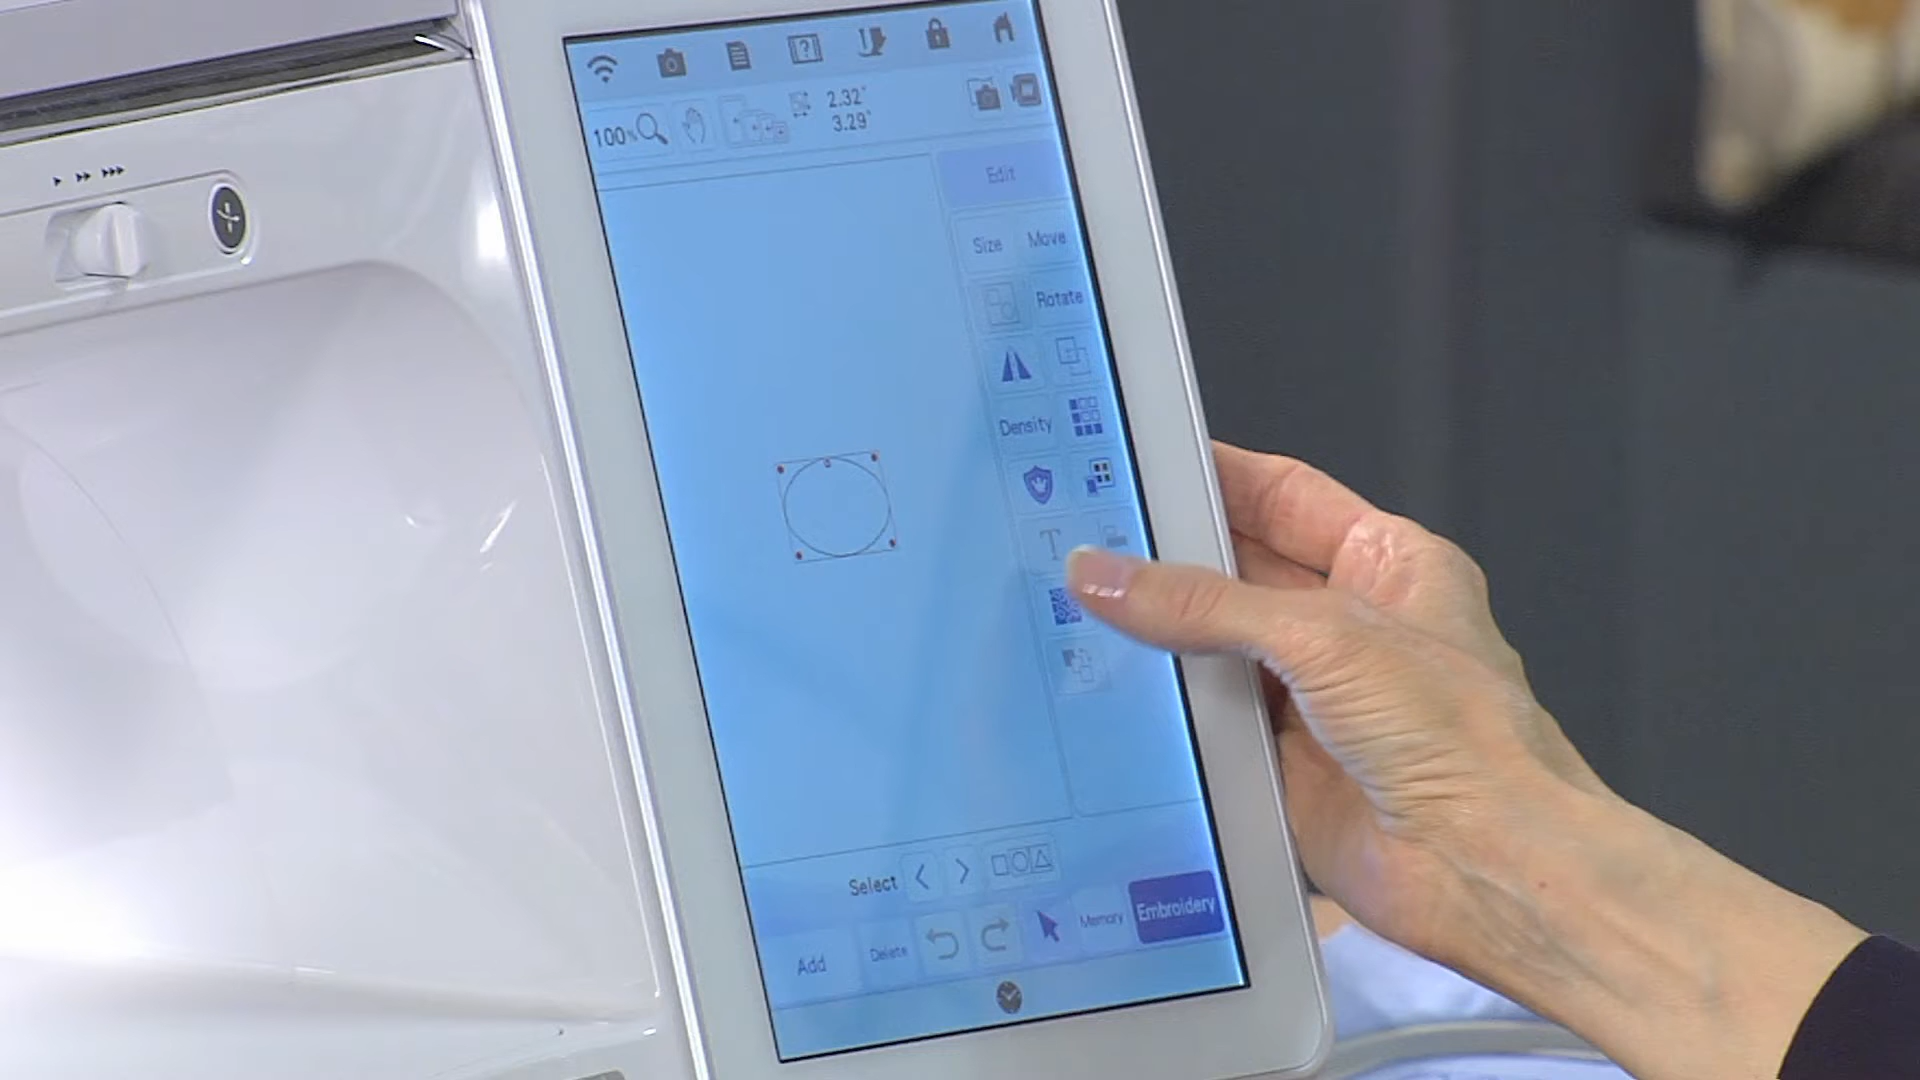 100%
2.32"
3.29"
Edit
Size
Move
Rotate
Density
T
Select
Add
Delete
Memory
Embroidery